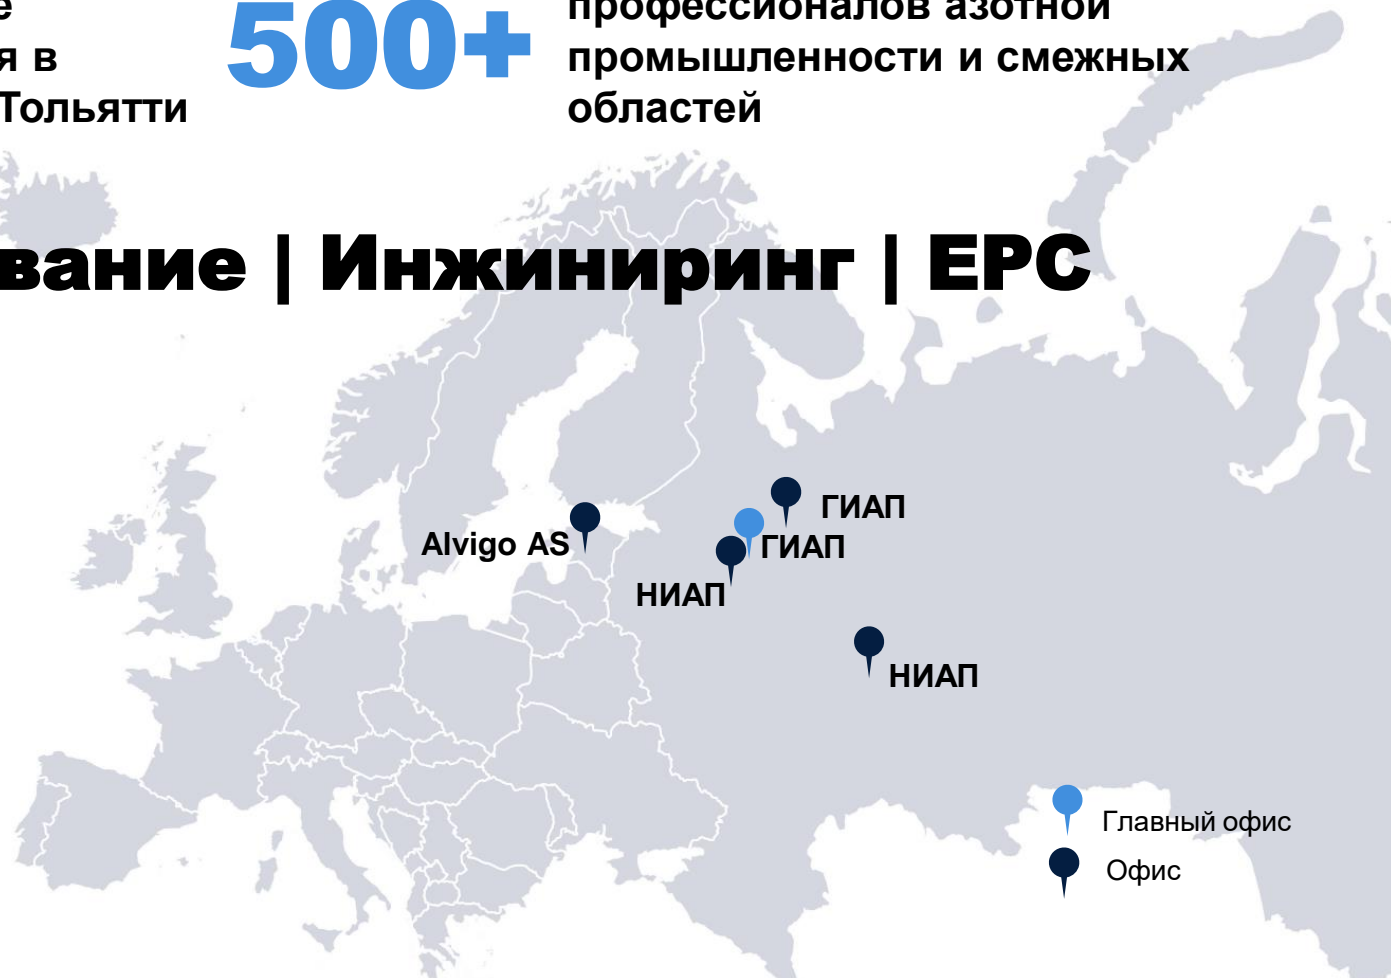 е
я в
Тольятти
500+
профессионалов азотной
промышленности и смежных
областей
вание | Инжиниринг | EPC
ГИАП
Alvigo AS
ГИАП
НИАП
НИАП
Главный офис
Офис